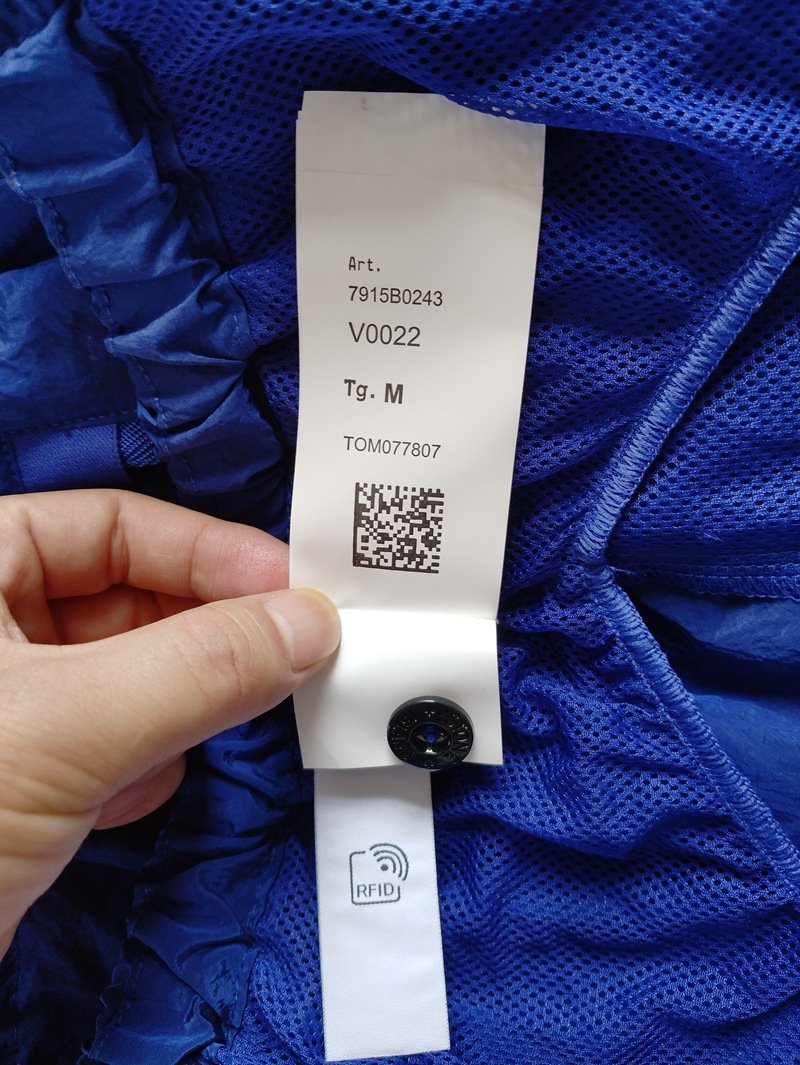 Art.
7915B0243
V0022
Tg. M
TOM077807
RFID